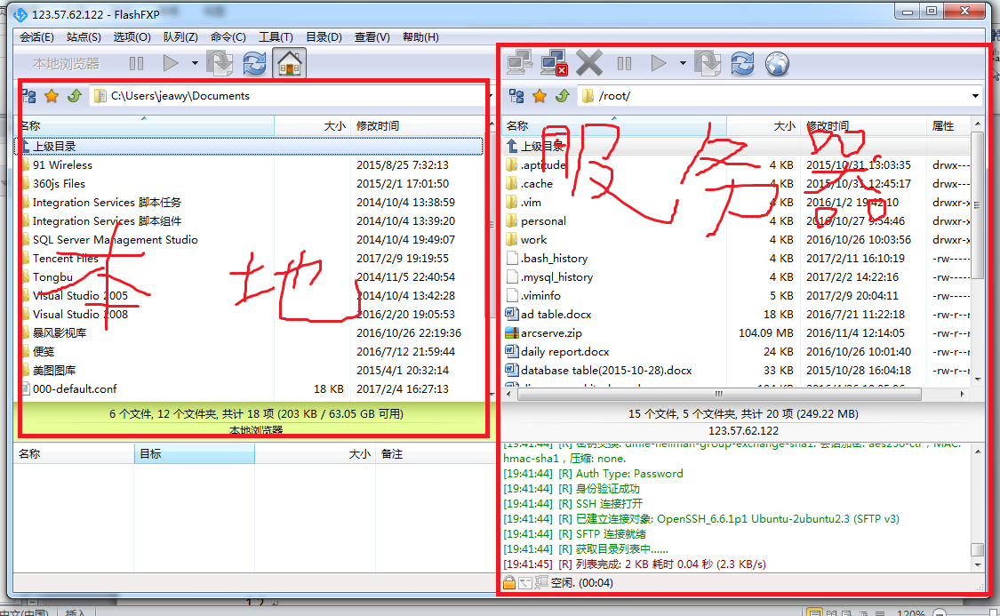 123.57.62.122 - FlashFXP
会话(E) 站点(S) 选项(O) 队列(Z) 命令(C) 工具(T) 目录(D) 查看(V) 帮助(H)
本地浏览器
C:\Users\jeawy\Documents
名称 大小 修改时间
上级目录
91 Wireless 2015/8/25 7:32:13
360js Files 2015/2/1 17:01:50
Integration Services 脚本任务 2014/10/4 13:38:59
Integration Services 脚本组件 2014/10/4 13:39:20
SQL Server Management Studio 2014/10/4 19:49:07
Tencent Files 2017/2/9 19:19:55
Tongbu 2014/11/5 22:40:54
Visual Studio 2005 2014/10/4 13:42:28
Visual Studio 2008 2016/2/20 19:05:53
暴风影视库 2016/10/26 22:19:36
便笺 2016/7/12 21:59:44
美图图库 2015/4/1 20:32:14
000-default.conf 18 KB 2017/2/4 16:27:13
6 个文件, 12 个文件夹, 共计 18 项 (203 KB / 63.05 GB 可用)
本地浏览器
本地
名称 目标 大小 备注
/root/
名称 大小 修改时间 属性
上级目录
.aptitude 4 KB 2015/10/31 13:03:35 drwx---
.cache 4 KB 2015/10/31 12:45:17 drwx---
.vim 4 KB 2016/1/2 19:42:10 drwxr-x
personal 4 KB 2016/10/27 9:54:46 drwxr-x
work 4 KB 2016/10/26 10:03:56 drwxr-x
.bash_history 4 KB 2017/2/11 16:10:19 -rw-----
.mysql_history 4 KB 2017/2/2 14:22:16 -rw-----
.viminfo 5 KB 2017/2/9 20:04:11 -rw-----
ad table.docx 18 KB 2016/7/21 11:22:18 -rw-r--r
arcserve.zip 104.09 MB 2016/11/4 12:14:05 -rw-r--r
daily report.docx 24 KB 2016/10/26 10:01:40 -rw-r--r
database table(2015-10-28).docx 33 KB 2015/10/28 16:04:18 -rw-r--r
15 个文件, 5 个文件夹, 共计 20 项 (249.22 MB)
123.57.62.122
服务器
[19:41:44] [R] 密钥交换: diffie-hellman-group-exchange-sha1. 会话加密: aes256-ctr, MAC:
hmac-sha1, 压缩: none.
[19:41:44] [R] Auth Type: Password
[19:41:44] [R] 身份验证成功
[19:41:44] [R] SSH 连接打开
[19:41:44] [R] 已建立连接对象: OpenSSH_6.6.1p1 Ubuntu-2ubuntu2.3 (SFTP v3)
[19:41:44] [R] SFTP 连接就绪
[19:41:44] [R] 获取目录列表中......
[19:41:45] [R] 列表完成: 2 KB 耗时 0.04 秒 (2.3 KB/s)
空闲. (00:04)
中文(中国) 插入 120%